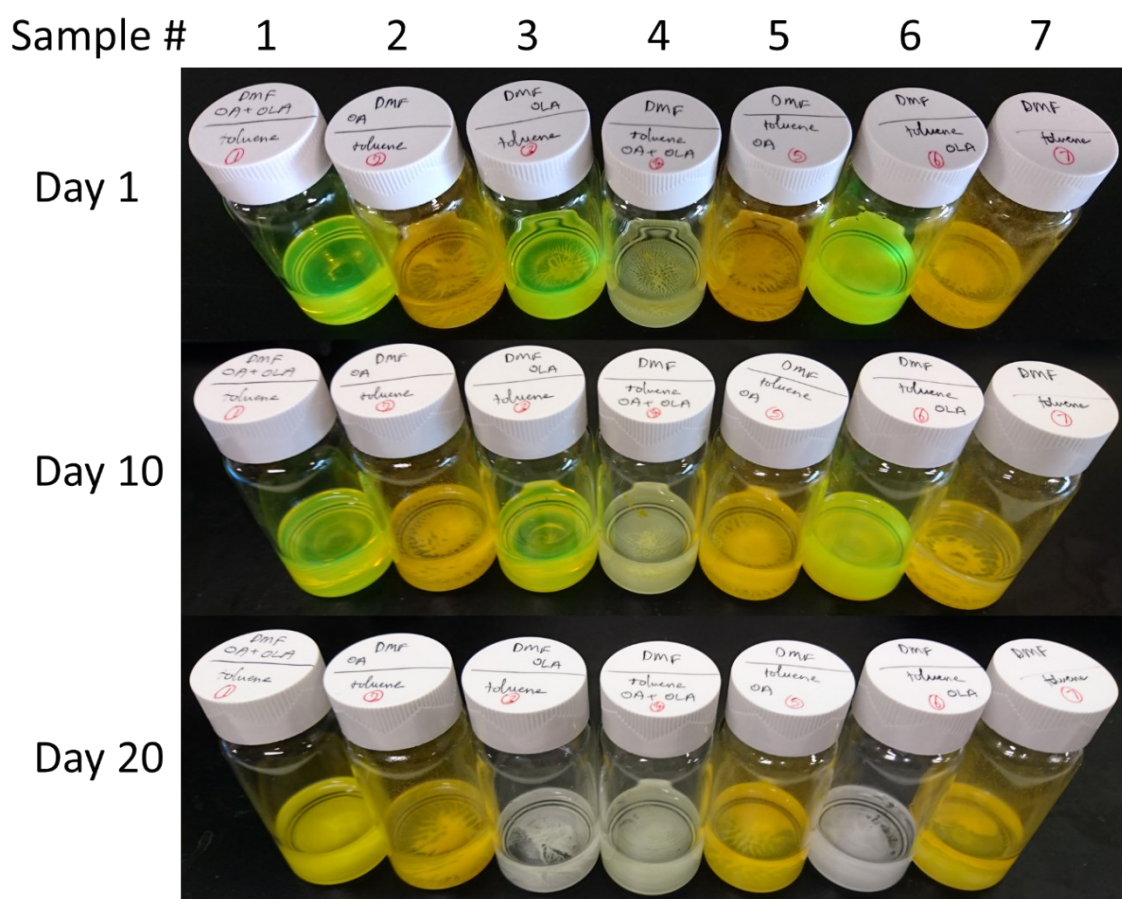 Sample # 1 2 3 4 5 6 7
Day 1
DMF
OA + OLA
toluene
1
DMF
OA
toluene
2
DMF
OLA
toluene
3
DMF
toluene
OA + OLA
4
DMF
toluene
OA 5
DMF
toluene
6 OLA
DMF
toluene
7
Day 10
DMF
OA + OLA
toluene
1
DMF
OA
toluene
2
DMF
OLA
toluene
3
DMF
toluene
OA + OLA
4
DMF
toluene
OA 5
DMF
toluene
6 OLA
DMF
toluene
7
Day 20
DMF
OA + OLA
toluene
1
DMF
OA
toluene
2
DMF
OLA
toluene
3
DMF
toluene
OA + OLA
4
DMF
toluene
OA 5
DMF
toluene
6 OLA
DMF
toluene
7